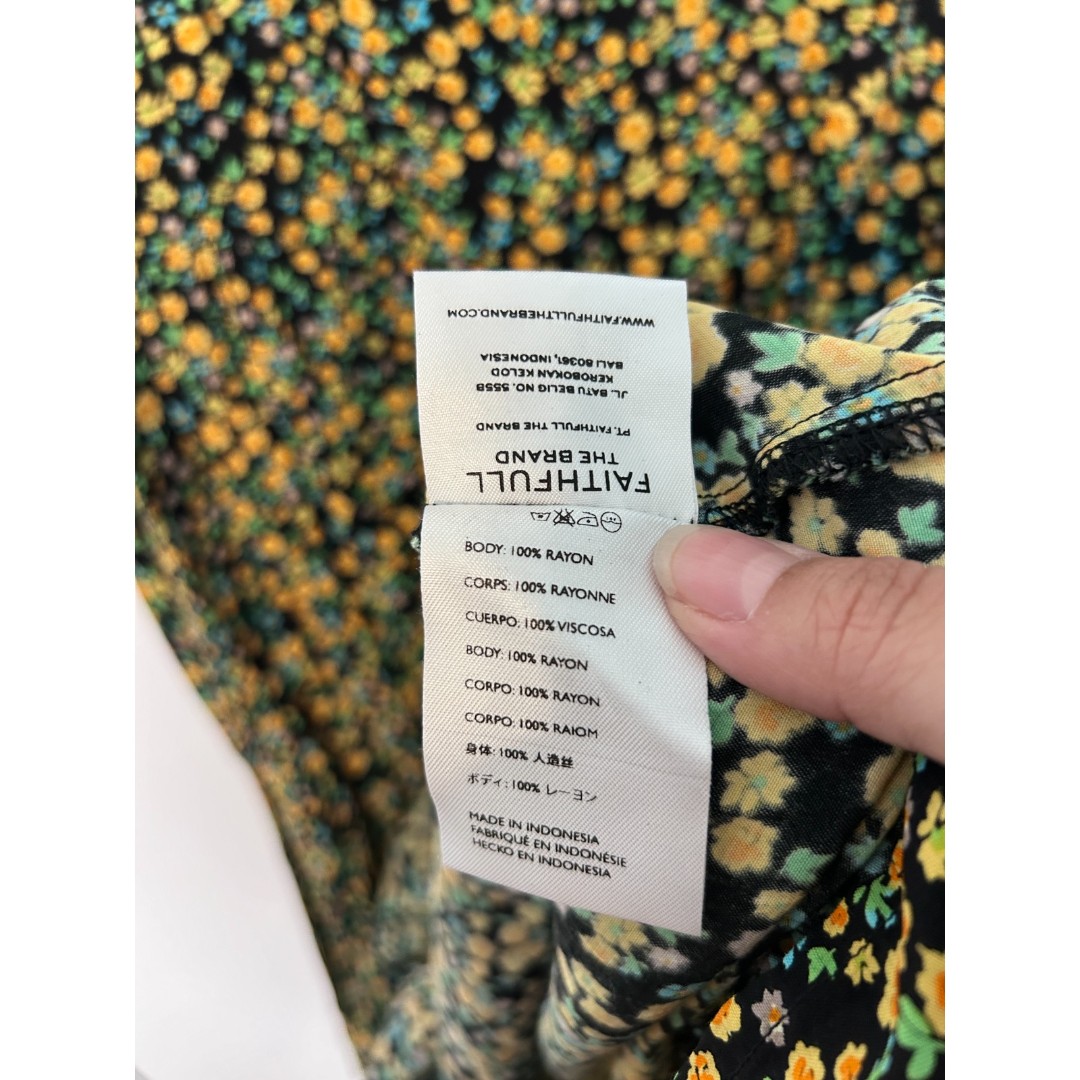 FAITHFULL
THE BRAND
PT. FAITHFULL THE BRAND
JL. BATU BELIG NO. 555B
KEROBOKAN KELOD
BALI 80361, INDONESIA
WWW.FAITHFULLTHEBRAND.COM
BODY: 100% RAYON
CORPS: 100% RAYONNE
CUERPO: 100% VISCOSA
BODY: 100% RAYON
CORPO: 100% RAYON
CORPO: 100% RAIOM
身体: 100% 人造丝
ボディ: 100% レーヨン
MADE IN INDONESIA
FABRIQUÉ EN INDONÉSIE
HECKO EN INDONESIA